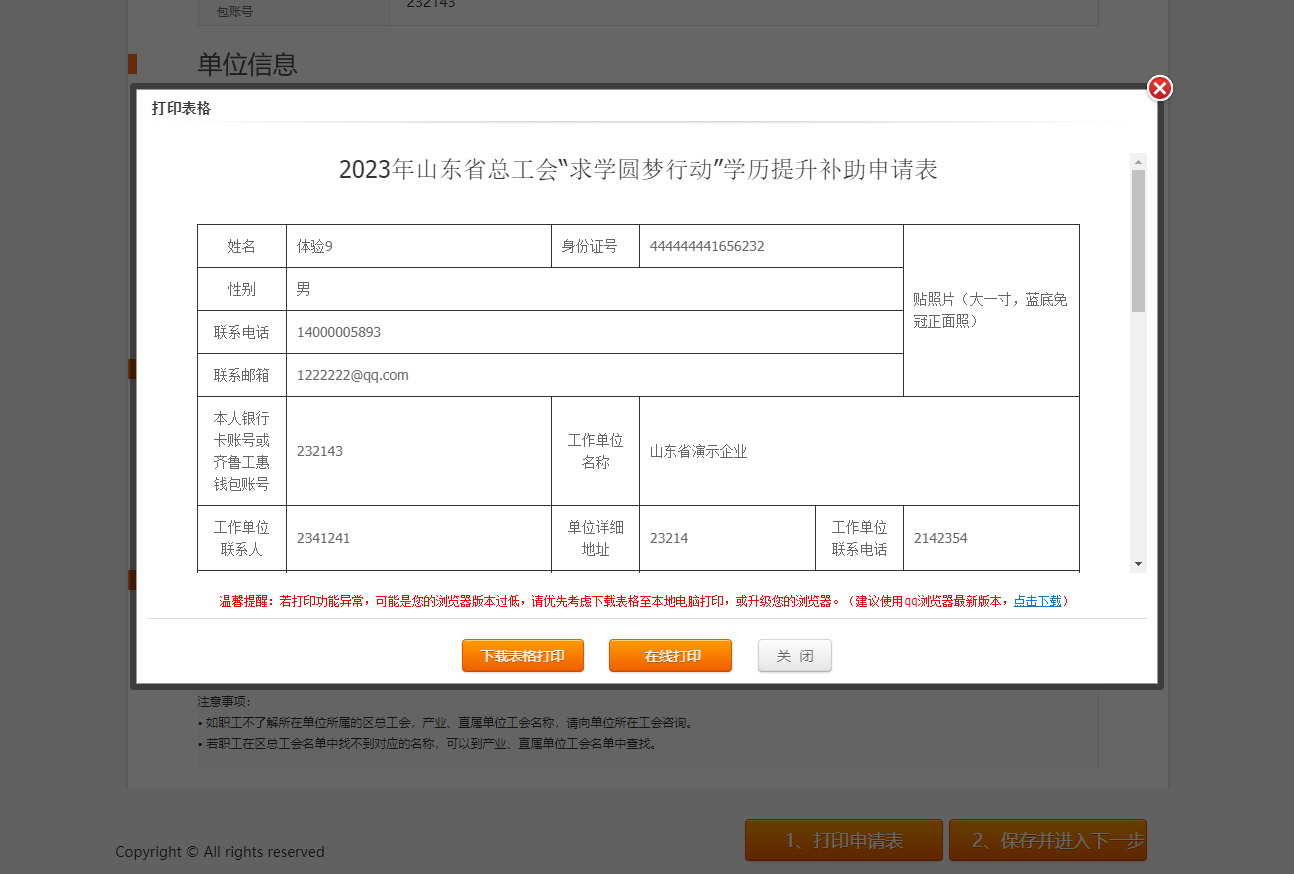 包账号
232143
单位信息
打印表格
2023年山东省总工会“求学圆梦行动”学历提升补助申请表
姓名 体验9 身份证号 444444441656232
贴照片（大一寸，蓝底免
冠正面照）
性别 男
联系电话 14000005893
联系邮箱 1222222@qq.com
本人银行
卡账号或
齐鲁工惠
钱包账号
232143
工作单位
名称
山东省演示企业
工作单位
联系人
2341241
单位详细
地址
23214
工作单位
联系电话
2142354
温馨提醒：若打印功能异常，可能是您的浏览器版本过低，请优先考虑下载表格至本地电脑打印，或升级您的浏览器。（建议使用qq浏览器最新版本，点击下载）
下载表格打印 在线打印 关 闭
注意事项：
• 如职工不了解所在单位所属的区总工会，产业、直属单位工会名称，请向单位所在工会咨询。
• 若职工在区总工会名单中找不到对应的名称，可以到产业、直属单位工会名单中查找。
1、打印申请表 2、保存并进入下一步
Copyright © All rights reserved